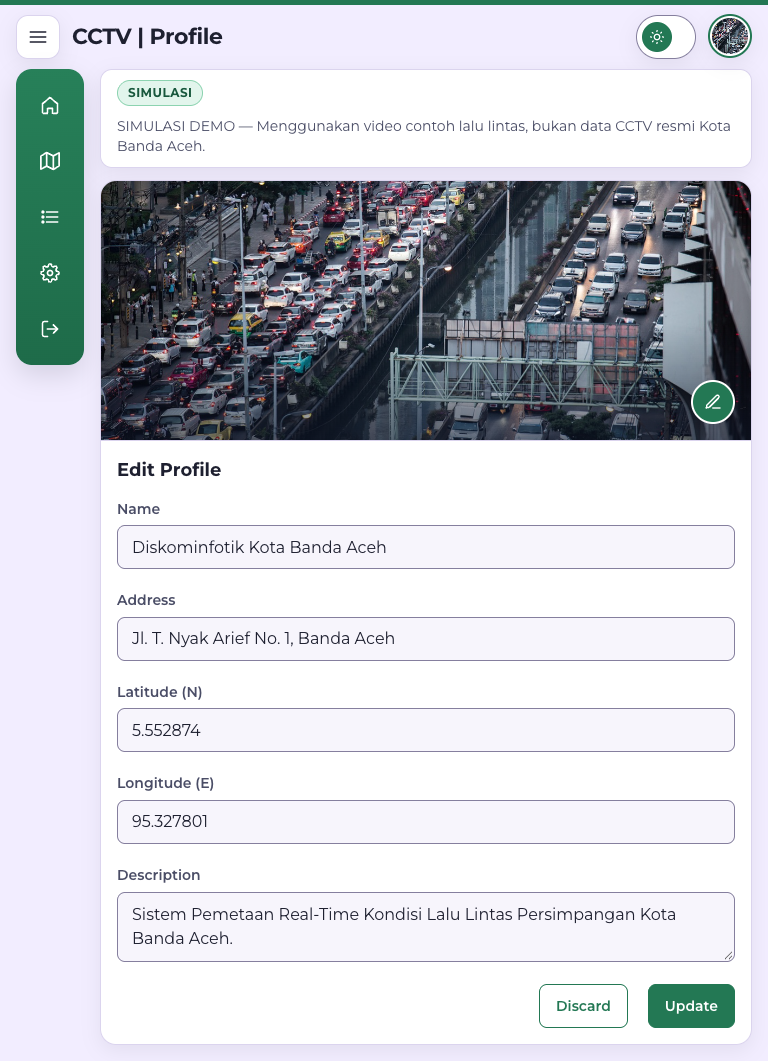 CCTV | Profile
SIMULASI
SIMULASI DEMO — Menggunakan video contoh lalu lintas, bukan data CCTV resmi Kota
Banda Aceh.
Edit Profile
Name
Diskominfotik Kota Banda Aceh
Address
Jl. T. Nyak Arief No. 1, Banda Aceh
Latitude (N)
5.552874
Longitude (E)
95.327801
Description
Sistem Pemetaan Real-Time Kondisi Lalu Lintas Persimpangan Kota
Banda Aceh.
Discard
Update